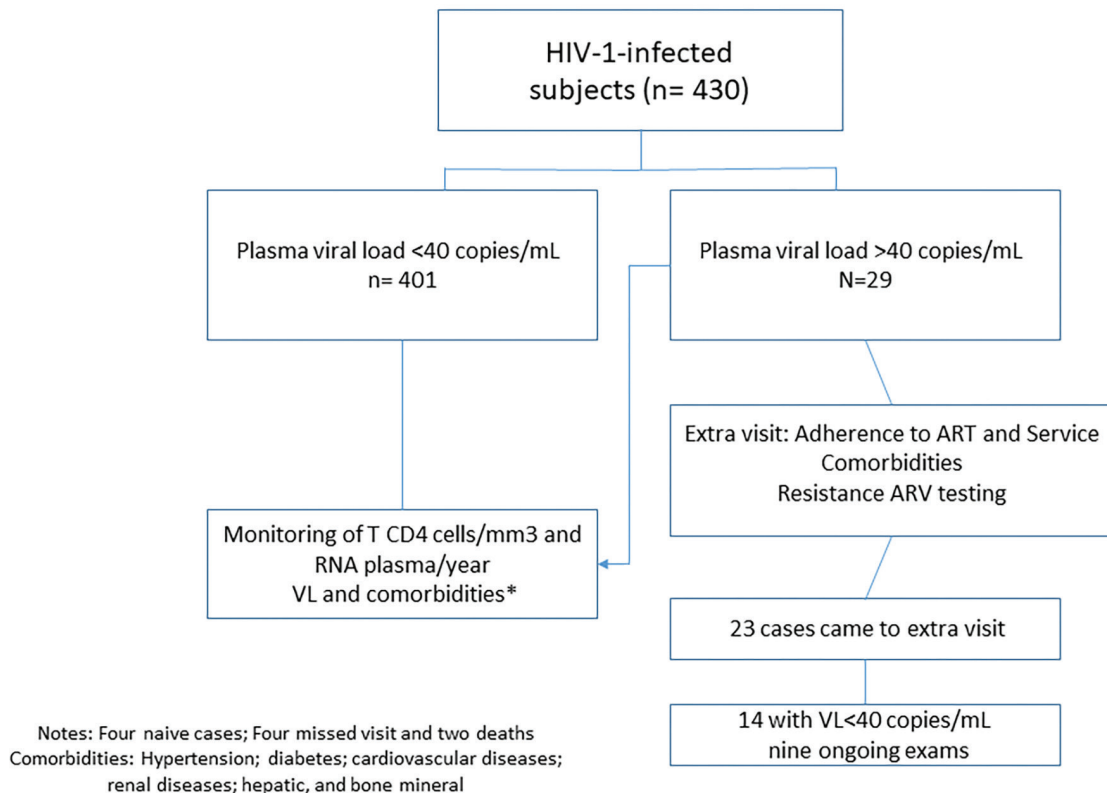 HIV-1-infected
subjects (n= 430)
Plasma viral load <40 copies/mL
n= 401
Plasma viral load >40 copies/mL
N=29
Extra visit: Adherence to ART and Service
Comorbidities
Resistance ARV testing
Monitoring of T CD4 cells/mm3 and
RNA plasma/year
VL and comorbidities*
23 cases came to extra visit
14 with VL<40 copies/mL
nine ongoing exams
Notes: Four naive cases; Four missed visit and two deaths
Comorbidities: Hypertension; diabetes; cardiovascular diseases;
renal diseases; hepatic, and bone mineral